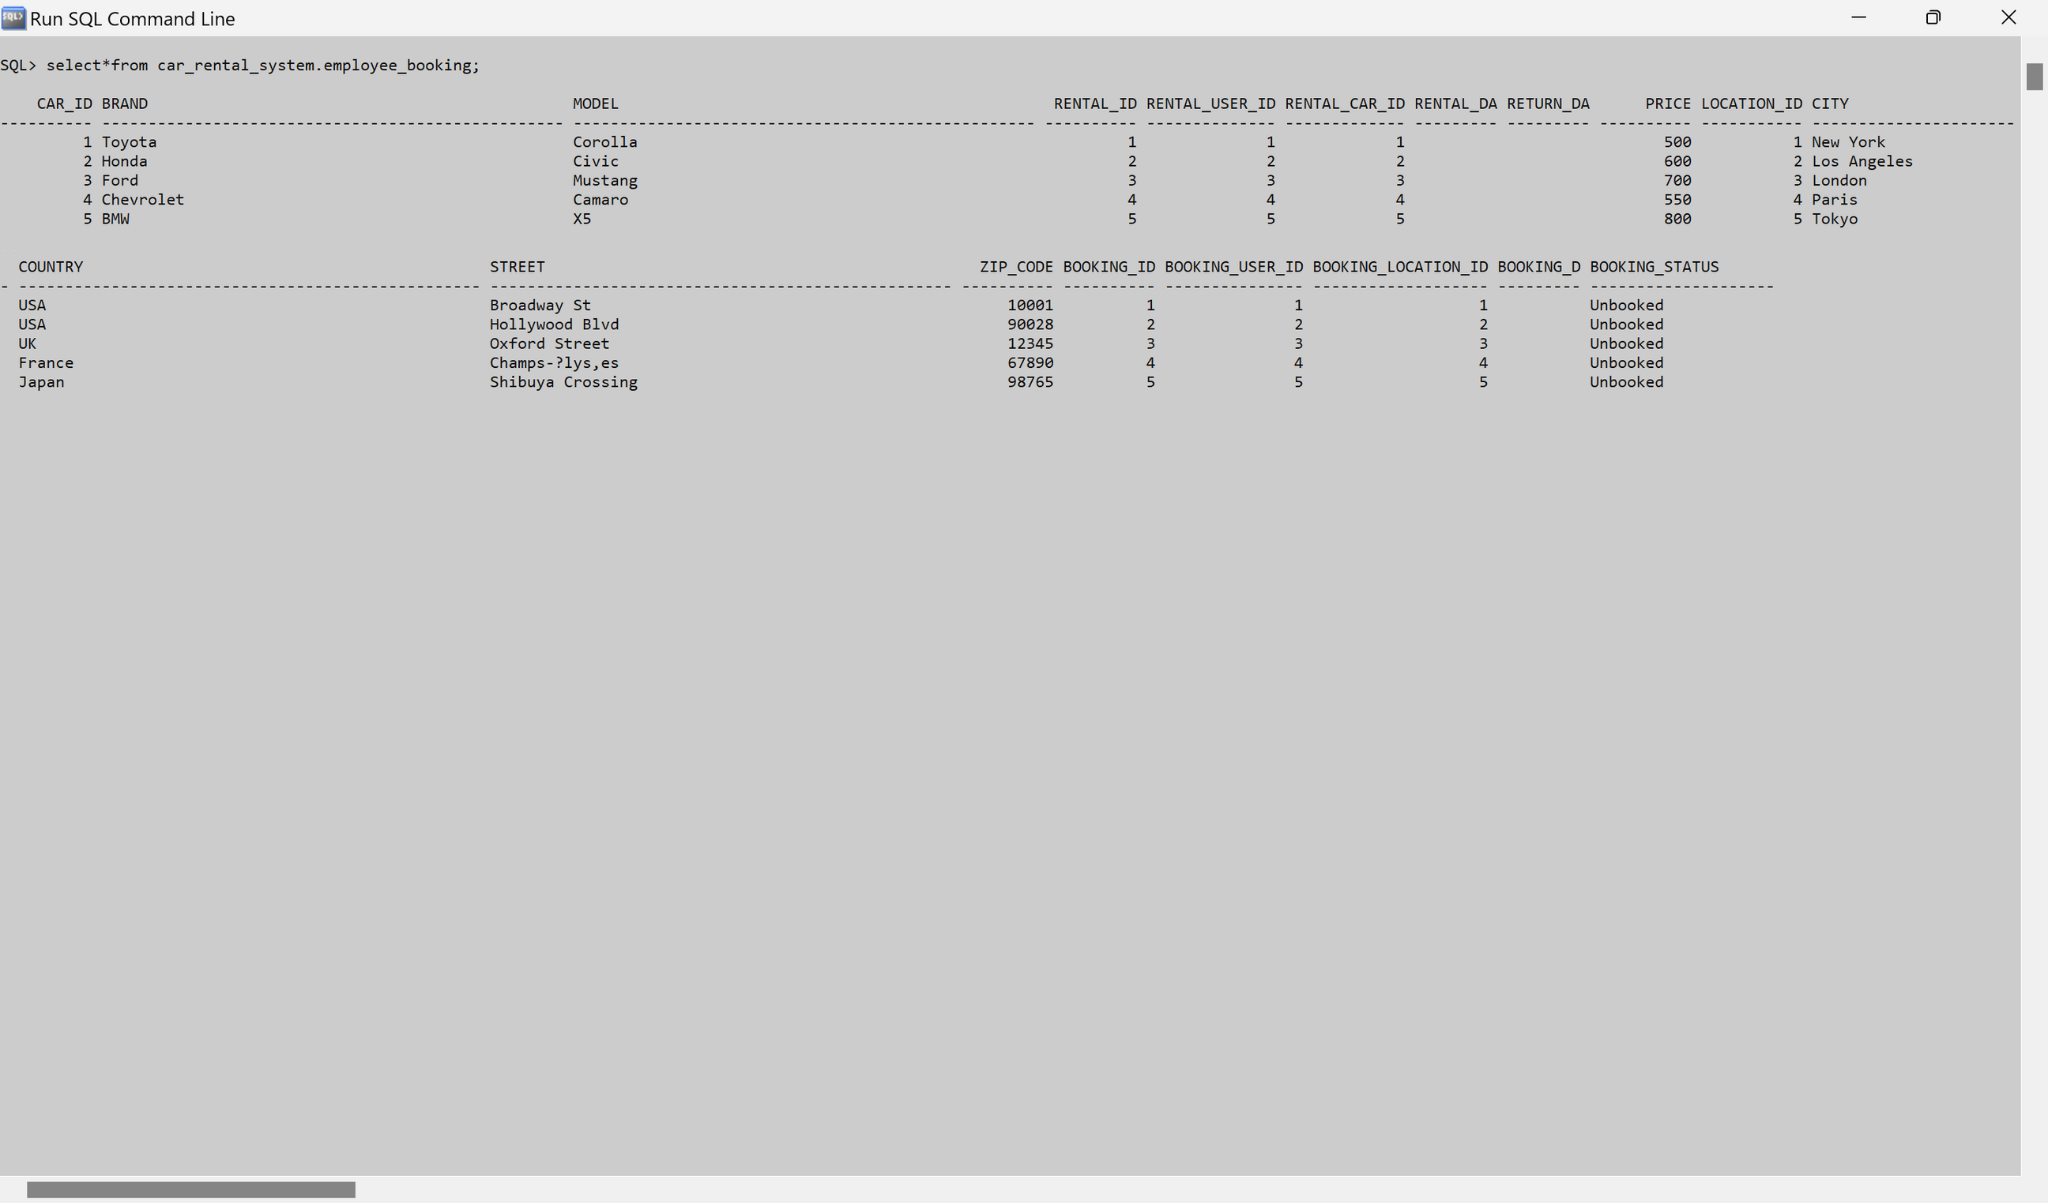 Run SQL Command Line
SQL> select*from car_rental_system.employee_booking;
CAR_ID BRAND MODEL RENTAL_ID RENTAL_USER_ID RENTAL_CAR_ID RENTAL_DA RETURN_DA PRICE LOCATION_ID CITY
---------- -------------------------------------------------- -------------------------------------------------- ---------- -------------- ------------- --------- --------- ---------- ----------- ----------------------
1 Toyota Corolla 1 1 1 500 1 New York
2 Honda Civic 2 2 2 600 2 Los Angeles
3 Ford Mustang 3 3 3 700 3 London
4 Chevrolet Camaro 4 4 4 550 4 Paris
5 BMW X5 5 5 5 800 5 Tokyo
COUNTRY STREET ZIP_CODE BOOKING_ID BOOKING_USER_ID BOOKING_LOCATION_ID BOOKING_D BOOKING_STATUS
- -------------------------------------------------- -------------------------------------------------- ---------- ---------- --------------- ------------------- --------- --------------------
USA Broadway St 10001 1 1 1 Unbooked
USA Hollywood Blvd 90028 2 2 2 Unbooked
UK Oxford Street 12345 3 3 3 Unbooked
France Champs-?lys,es 67890 4 4 4 Unbooked
Japan Shibuya Crossing 98765 5 5 5 Unbooked